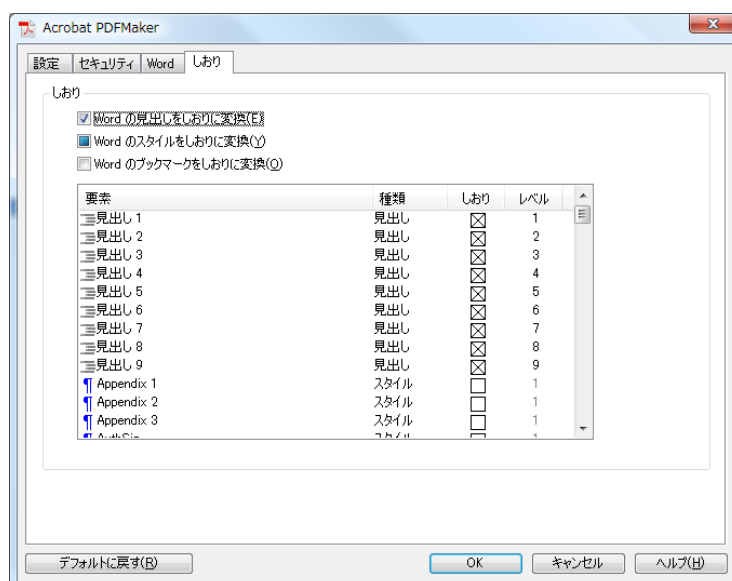 Acrobat PDFMaker
設定 セキュリティ Word しおり
しおり
Word の見出しをしおりに変換(E)
Word のスタイルをしおりに変換(Y)
Word のブックマークをしおりに変換(O)
要素 種類 しおり レベル
見出し 1 見出し 1
見出し 2 見出し 2
見出し 3 見出し 3
見出し 4 見出し 4
見出し 5 見出し 5
見出し 6 見出し 6
見出し 7 見出し 7
見出し 8 見出し 8
見出し 9 見出し 9
Appendix 1 スタイル 1
Appendix 2 スタイル 1
Appendix 3 スタイル 1
デフォルトに戻す(R) OK キャンセル ヘルプ(H)